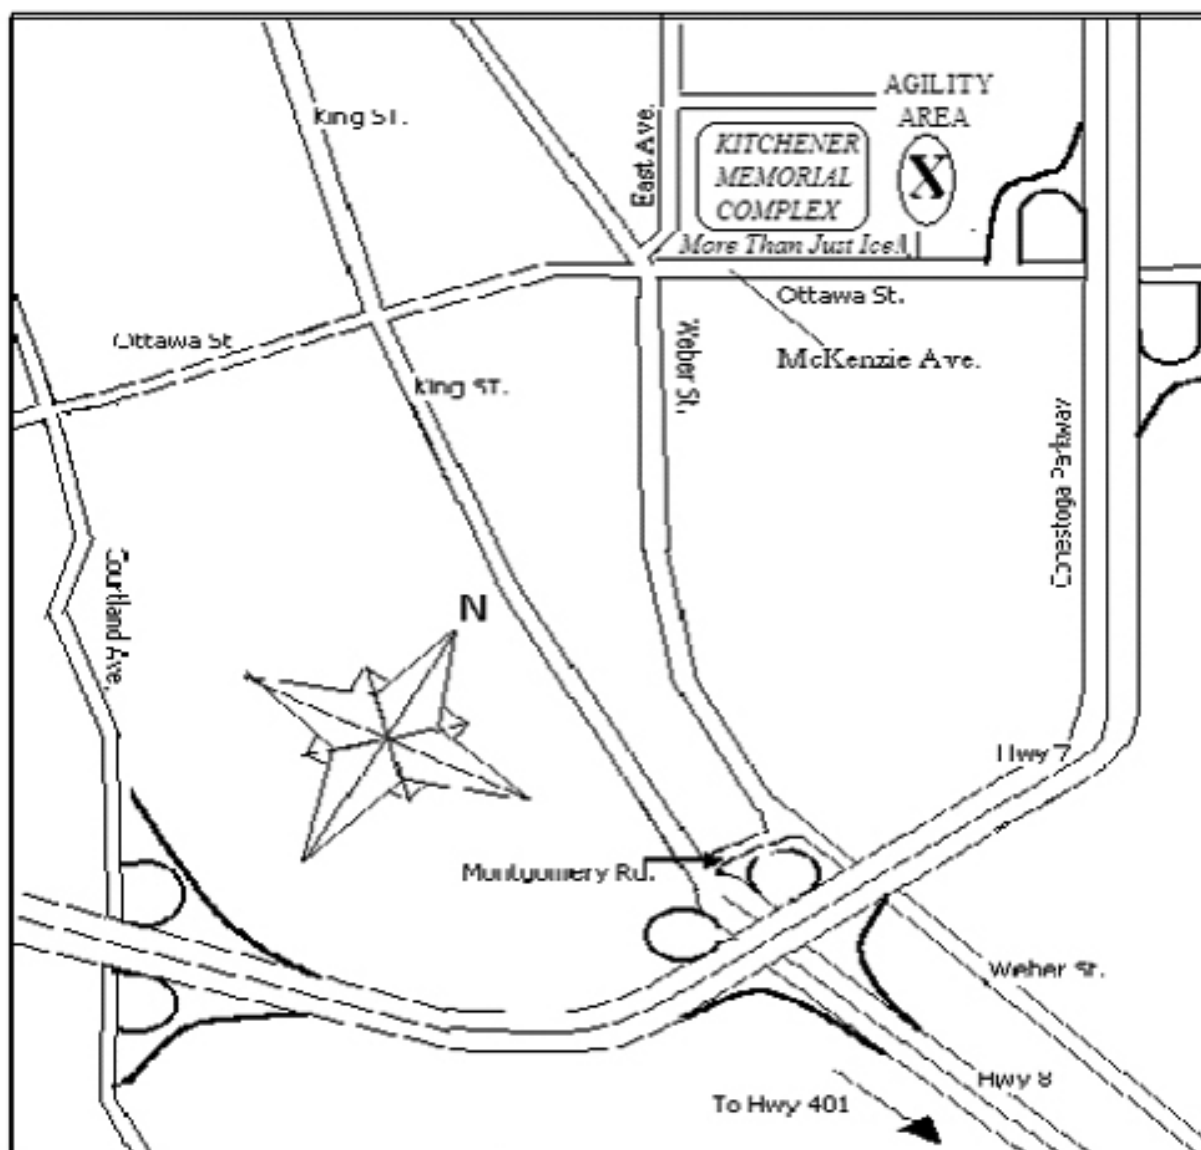 AGILITY
AREA
King ST.
East Ave.
KITCHENER
MEMORIAL
COMPLEX
X
More Than Just Ice!
Ottawa St.
Ottawa St
Weber St.
McKenzie Ave.
King ST.
Conestoga Parkway
Courtland Ave.
N
Hwy 7
Montgomery Rd.
Weber St.
Hwy 8
To Hwy 401